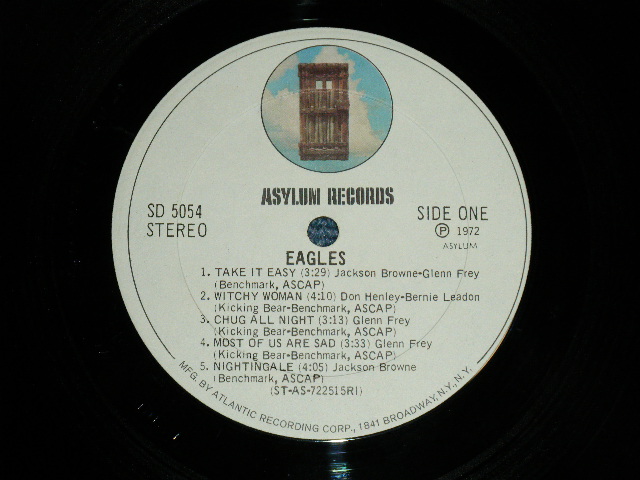 ASYLUM RECORDS
SD 5054
STEREO
SIDE ONE
Ⓟ 1972
ASYLUM
EAGLES
1. TAKE IT EASY (3:29) Jackson Browne-Glenn Frey
(Benchmark, ASCAP)
2. WITCHY WOMAN (4:10) Don Henley-Bernie Leadon
(Kicking Bear-Benchmark, ASCAP)
3. CHUG ALL NIGHT (3:13) Glenn Frey
(Kicking Bear-Benchmark, ASCAP)
4. MOST OF US ARE SAD (3:33) Glenn Frey
(Kicking Bear-Benchmark, ASCAP)
5. NIGHTINGALE (4:05) Jackson Browne
(Benchmark, ASCAP)
(ST-AS-722515RI)
MFG. BY ATLANTIC RECORDING CORP., 1841 BROADWAY, N.Y., N.Y.